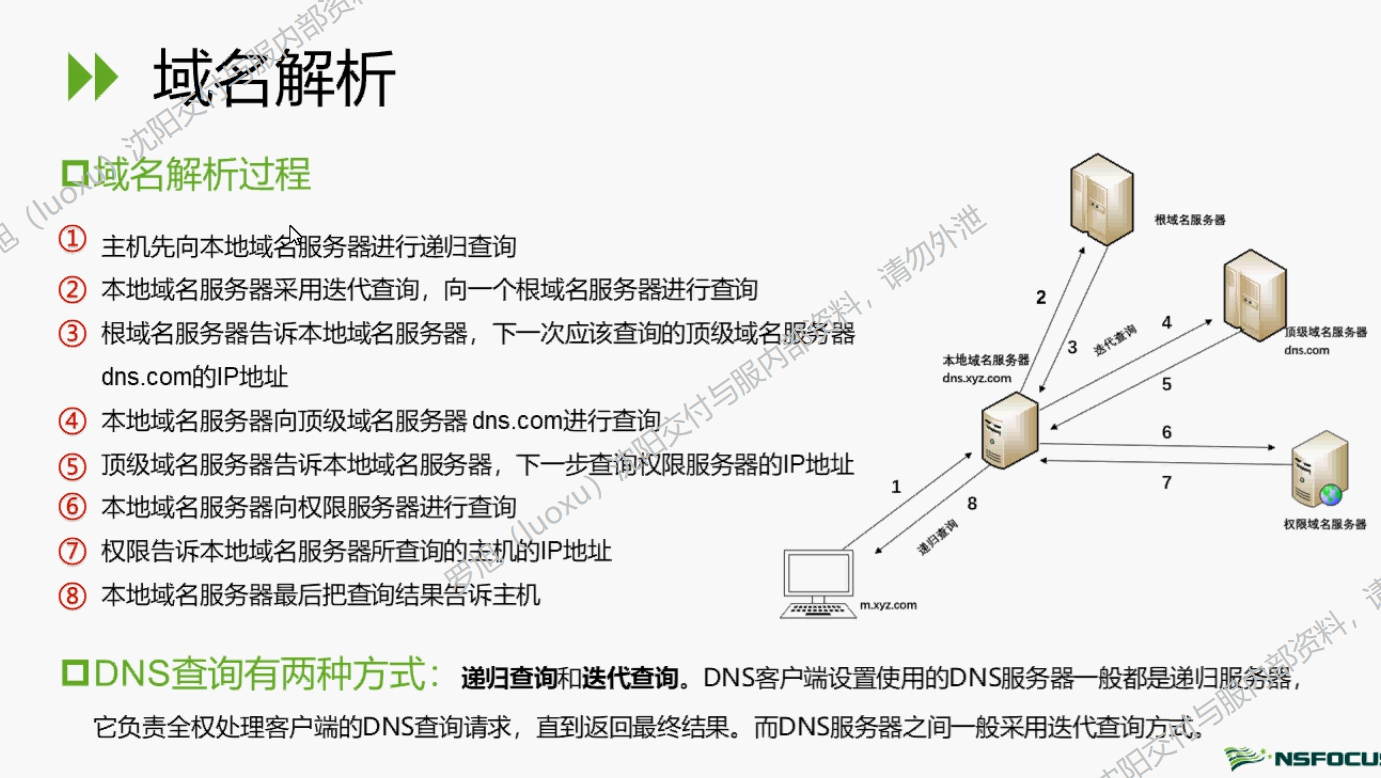 域名解析
域名解析过程
① 主机先向本地域名服务器进行递归查询
② 本地域名服务器采用迭代查询，向一个根域名服务器进行查询
③ 根域名服务器告诉本地域名服务器，下一次应该查询的顶级域名服务器
dns.com的IP地址
④ 本地域名服务器向顶级域名服务器 dns.com进行查询
⑤ 顶级域名服务器告诉本地域名服务器，下一步查询权限服务器的IP地址
⑥ 本地域名服务器向权限服务器进行查询
⑦ 权限告诉本地域名服务器所查询的主机的IP地址
⑧ 本地域名服务器最后把查询结果告诉主机
根域名服务器
2
3
迭代查询
4
5
顶级域名服务器
dns.com
本地域名服务器
dns.xyz.com
6
7
权限域名服务器
1
8
递归查询
m.xyz.com
DNS查询有两种方式：递归查询和迭代查询。DNS客户端设置使用的DNS服务器一般都是递归服务器，
它负责全权处理客户端的DNS查询请求，直到返回最终结果。而DNS服务器之间一般采用迭代查询方式。
NSFOCUS
旭（luoxu）沈阳交付与服内部资料
罗旭（luoxu）沈阳交付与服内部资料，请勿外泄
沈阳交付与服内部资料，请